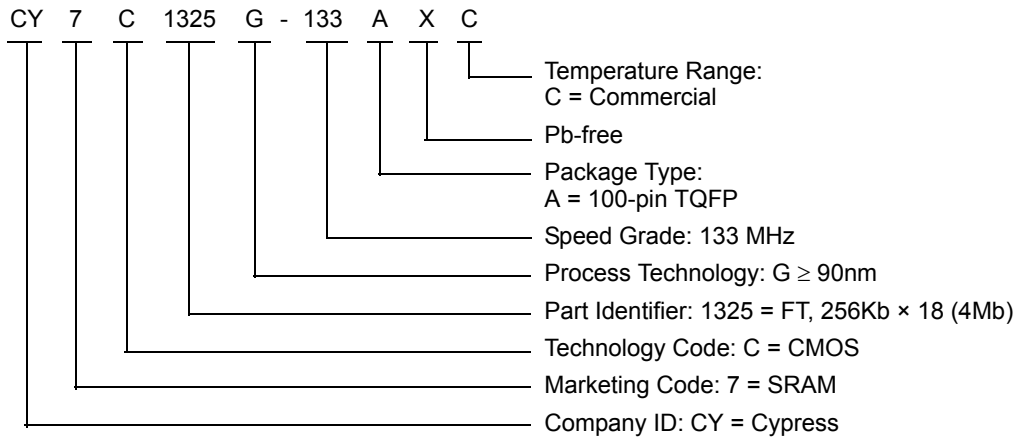 CY 7 C 1325 G - 133 A X C
Temperature Range:
C = Commercial
Pb-free
Package Type:
A = 100-pin TQFP
Speed Grade: 133 MHz
Process Technology: G ≥ 90nm
Part Identifier: 1325 = FT, 256Kb × 18 (4Mb)
Technology Code: C = CMOS
Marketing Code: 7 = SRAM
Company ID: CY = Cypress